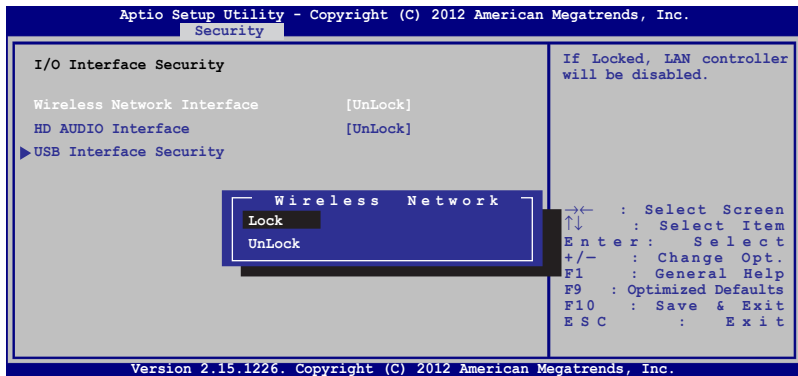 Aptio Setup Utility - Copyright (C) 2012 American Megatrends, Inc.
Security
I/O Interface Security
Wireless Network Interface [UnLock]
HD AUDIO Interface [UnLock]
USB Interface Security
If Locked, LAN controller
will be disabled.
Wireless Network
Lock
UnLock
→← : Select Screen
↑↓ : Select Item
Enter: Select
+/— : Change Opt.
F1 : General Help
F9 : Optimized Defaults
F10 : Save & Exit
ESC : Exit
Version 2.15.1226. Copyright (C) 2012 American Megatrends, Inc.